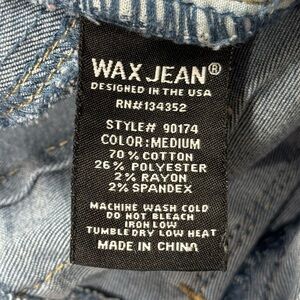 WAX JEAN®
DESIGNED IN THE USA
RN#134352
STYLE# 90174
COLOR:MEDIUM
70% COTTON
26% POLYESTER
2% RAYON
2% SPANDEX
MACHINE WASH COLD
DO NOT BLEACH
IRON LOW
TUMBLE DRY LOW HEAT
MADE IN CHINA